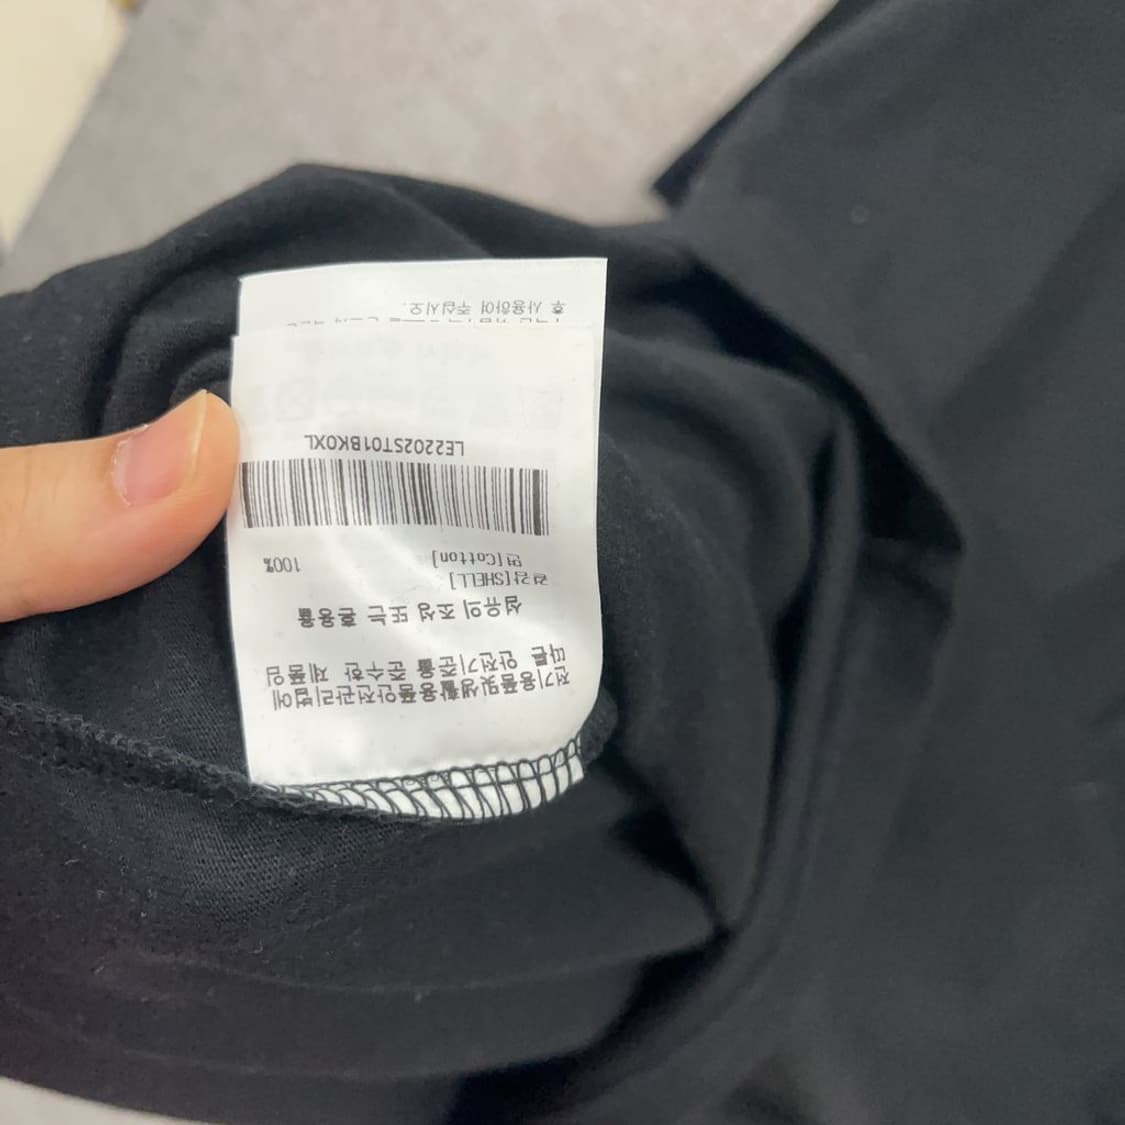 전기용품및생활용품안전관리법에
따른 안전기준을 준수한 제품임
섬유의 조성 또는 혼용율
겉감[SHELL]
면[Cotton] 100%
LE2202ST01BK0XL
후 사용하여 주십시오.